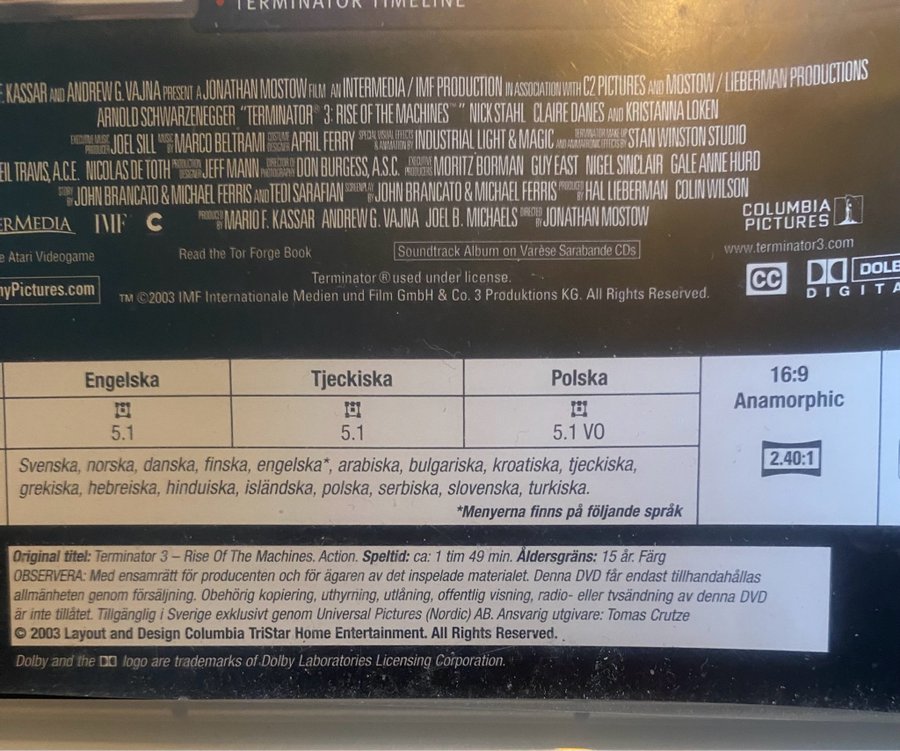 • TERMINATOR TIMELINE
F. KASSAR AND ANDREW G. VAJNA PRESENT A JONATHAN MOSTOW FILM AN INTERMEDIA / IMF PRODUCTION IN ASSOCIATION WITH C2 PICTURES AND MOSTOW / LIEBERMAN PRODUCTIONS
ARNOLD SCHWARZENEGGER "TERMINATOR® 3: RISE OF THE MACHINES™" NICK STAHL CLAIRE DANES AND KRISTANNA LOKEN
EXECUTIVE MUSIC PRODUCER JOEL SILL MUSIC BY MARCO BELTRAMI COSTUME DESIGNER APRIL FERRY SPECIAL VISUAL EFFECTS & ANIMATION BY INDUSTRIAL LIGHT & MAGIC TERMINATOR MAKE UP AND ANIMATRONIC EFFECTS BY STAN WINSTON STUDIO
EIL TRAVIS, A.C.E. NICOLAS DE TOTH PRODUCTION DESIGNER JEFF MANN DIRECTOR OF PHOTOGRAPHY DON BURGESS, A.S.C. EXECUTIVE PRODUCERS MORITZ BORMAN GUY EAST NIGEL SINCLAIR GALE ANNE HURD
STORY BY JOHN BRANCATO & MICHAEL FERRIS AND TEDI SARAFIAN SCREENPLAY BY JOHN BRANCATO & MICHAEL FERRIS PRODUCED BY HAL LIEBERMAN COLIN WILSON
ERMEDIA IMF C PRODUCED BY MARIO F. KASSAR ANDREW G. VAJNA JOEL B. MICHAELS DIRECTED BY JONATHAN MOSTOW
COLUMBIA PICTURES
e Atari Videogame Read the Tor Forge Book Soundtrack Album on Varèse Sarabande CDs www.terminator3.com
nyPictures.com
Terminator ® used under license.
TM ©2003 IMF Internationale Medien und Film GmbH & Co. 3 Produktions KG. All Rights Reserved.
CC
DOLB
DIGITA
Engelska Tjeckiska Polska
5.1 5.1 5.1 VO
16:9
Anamorphic
2.40:1
Svenska, norska, danska, finska, engelska*, arabiska, bulgariska, kroatiska, tjeckiska,
grekiska, hebreiska, hinduiska, isländska, polska, serbiska, slovenska, turkiska.
*Menyerna finns på följande språk
Original titel: Terminator 3 – Rise Of The Machines. Action. Speltid: ca: 1 tim 49 min. Åldersgräns: 15 år. Färg
OBSERVERA: Med ensamrätt för producenten och för ägaren av det inspelade materialet. Denna DVD får endast tillhandahållas
allmänheten genom försäljning. Obehörig kopiering, uthyrning, utlåning, offentlig visning, radio- eller tvsändning av denna DVD
är inte tillåtet. Tillgänglig i Sverige exklusivt genom Universal Pictures (Nordic) AB. Ansvarig utgivare: Tomas Crutze
© 2003 Layout and Design Columbia TriStar Home Entertainment. All Rights Reserved.
Dolby and the DD logo are trademarks of Dolby Laboratories Licensing Corporation.